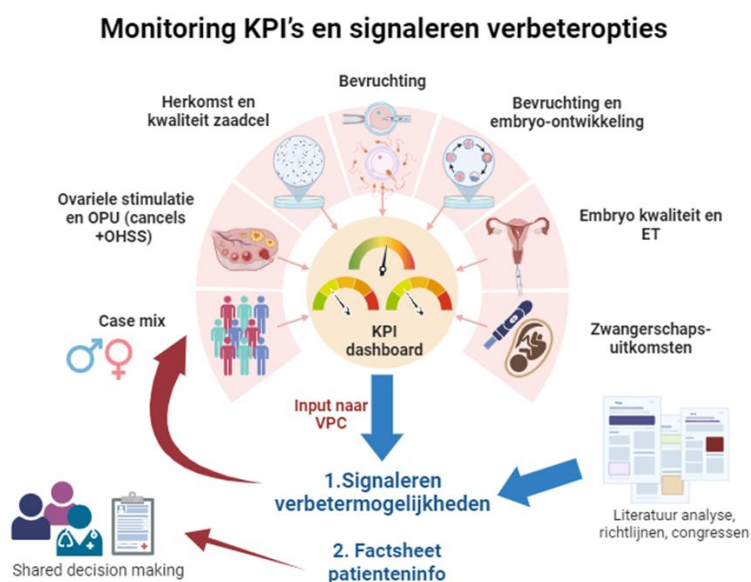 Monitoring KPI's en signaleren verbeteropties
Bevruchting
Herkomst en
kwaliteit zaadcel
Bevruchting en
embryo-ontwikkeling
Ovariele stimulatie
en OPU (cancels
+OHSS)
Embryo kwaliteit en
ET
Case mix
KPI
dashboard
Zwangerschaps-
uitkomsten
Input naar
VPC
1.Signaleren
verbetermogelijkheden
Literatuur analyse,
richtlijnen, congressen
2. Factsheet
patienteninfo
Shared decision making